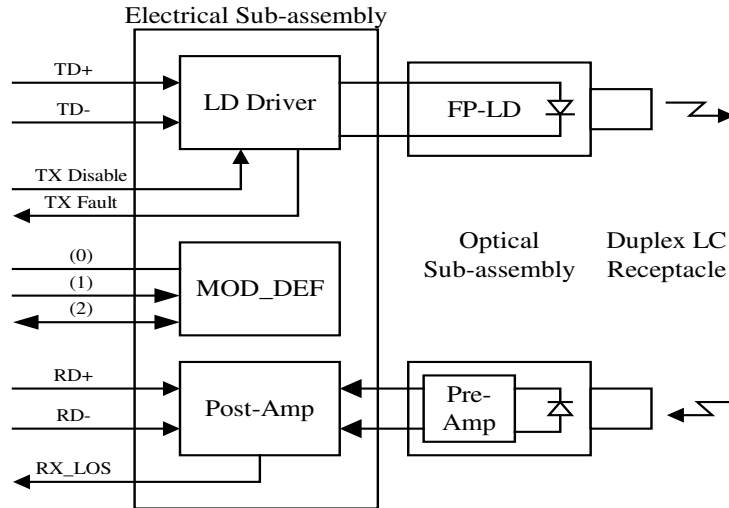 Electrical Sub-assembly
TD+
TD-
LD Driver
FP-LD
TX Disable
TX Fault
Optical
Sub-assembly
Duplex LC
Receptacle
(0)
(1)
(2)
MOD_DEF
RD+
RD-
Post-Amp
Pre-
Amp
RX_LOS